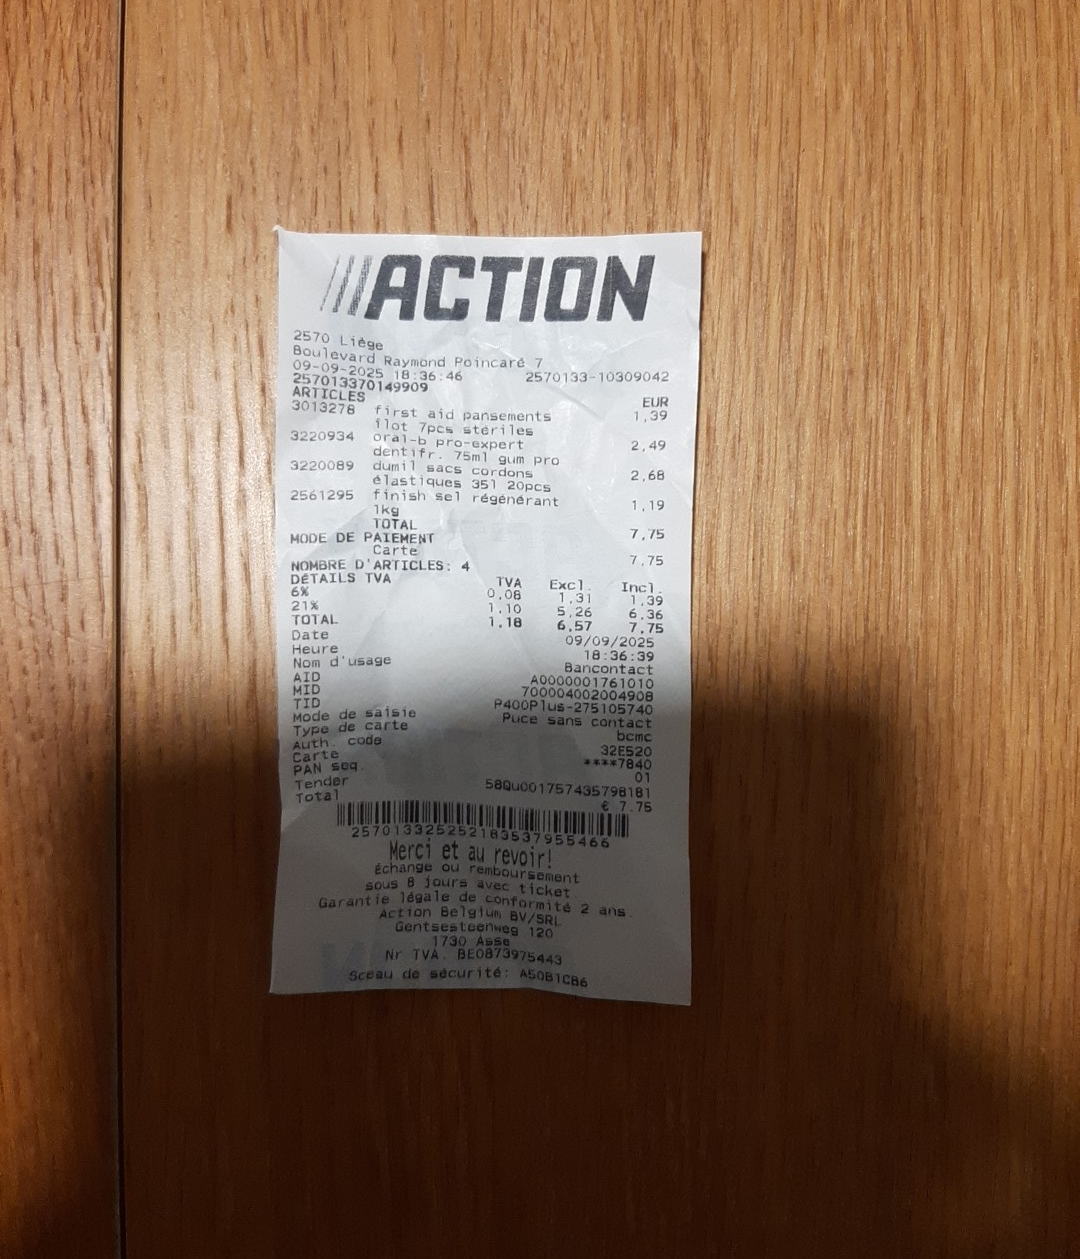 ACTION
2570 Liège
Boulevard Raymond Poincaré 7
09-09-2025 18:36:46 2570133-10309042
257013370149909
ARTICLES EUR
3013278 first aid pansements 1,39
ilot 7pcs stériles
3220934 oral-b pro-expert 2,49
dentifr. 75ml gum pro
3220089 dumil sacs cordons 2,68
élastiques 35l 20pcs
2561295 finish sel régénérant 1,19
1kg
TOTAL 7,75
MODE DE PAIEMENT
Carte 7,75
NOMBRE D'ARTICLES: 4
DÉTAILS TVA TVA Excl. Incl.
6% 0,08 1,31 1,39
21% 1,10 5,26 6,36
TOTAL 1,18 6,57 7,75
Date 09/09/2025
Heure 18:36:39
Nom d'usage Bancontact
AID A0000001761010
MID 700004002004908
TID P400Plus-275105740
Mode de saisie Puce sans contact
Type de carte bcmc
Auth. code 32E520
Carte ****7840
PAN seq. 01
Tender 58Qu001757435798181
Total € 7.75
257013325252183537955466
Merci et au revoir!
Échange ou remboursement
sous 8 jours avec ticket
Garantie légale de conformité 2 ans.
Action Belgium BV/SRL
Gentsesteenweg 120
1730 Asse
Nr TVA. BE0873975443
Sceau de sécurité: A50B1CB6